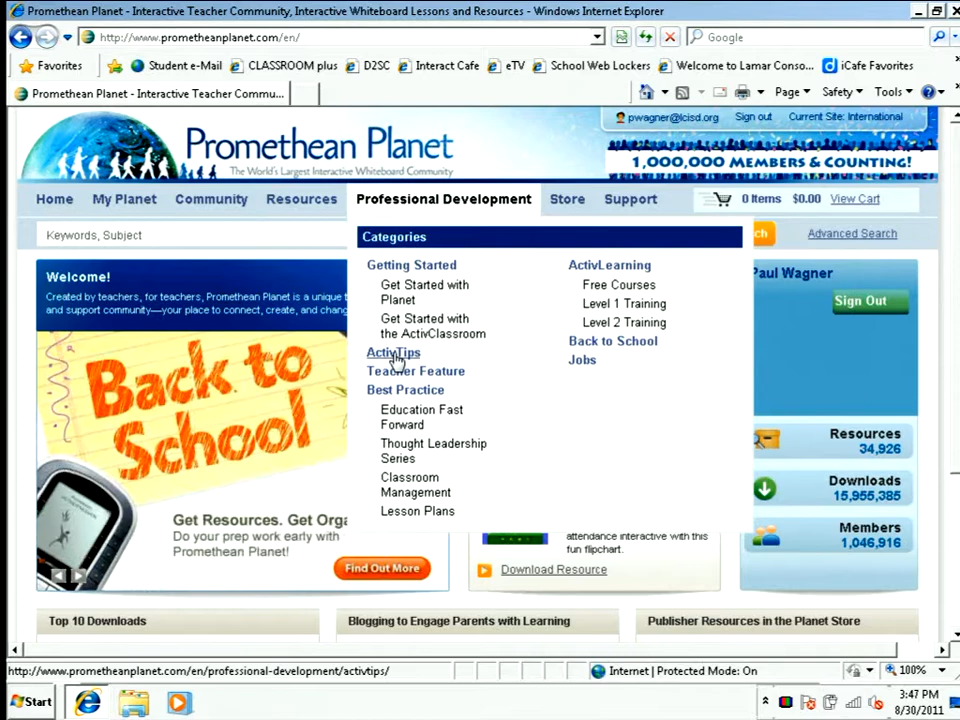 Promethean Planet - Interactive Teacher Community, Interactive Whiteboard Lessons and Resources - Windows Internet Explorer
http://www.prometheanplanet.com/en/
Google
Favorites
Student e-Mail
CLASSROOM plus
D2SC
Interact Cafe
eTV
School Web Lockers
Welcome to Lamar Conso...
iCafe Favorites
Promethean Planet - Interactive Teacher Commu...
Page
Safety
Tools
Promethean Planet
The World's Largest Interactive Whiteboard Community
pwagner@lcisd.org Sign out Current Site: International
1,000,000 MEMBERS & COUNTING!
Home My Planet Community Resources Professional Development Store Support
0 Items $0.00 View Cart
Keywords, Subject
ch
Advanced Search
Categories
Getting Started
Get Started with
Planet
Get Started with
the ActivClassroom
ActivTips
Teacher Feature
Best Practice
Education Fast
Forward
Thought Leadership
Series
Classroom
Management
Lesson Plans
ActivLearning
Free Courses
Level 1 Training
Level 2 Training
Back to School
Jobs
Welcome!
Created by teachers, for teachers, Promethean Planet is a unique t
and support community—your place to connect, create, and chang
Back to
School
Get Resources. Get Orga
Do your prep work early with
Promethean Planet!
Find Out More
attendance interactive with this
fun flipchart.
Download Resource
Paul Wagner
Sign Out
Resources
34,926
Downloads
15,955,385
Members
1,046,916
Top 10 Downloads
Blogging to Engage Parents with Learning
Publisher Resources in the Planet Store
http://www.prometheanplanet.com/en/professional-development/activtips/
Internet | Protected Mode: On
100%
Start
3:47 PM
8/30/2011